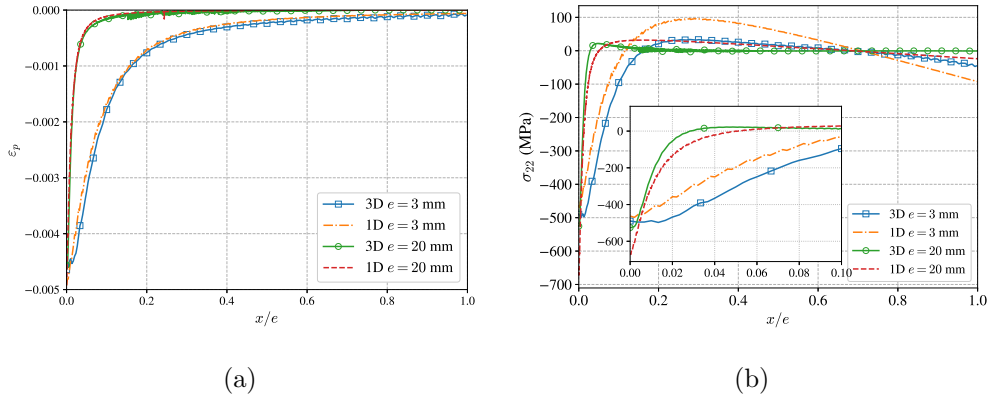 0.000
−0.001
−0.002
−0.003
−0.004
−0.005
εₚ
0.0 0.2 0.4 0.6 0.8 1.0
x/e
3D e = 3 mm
1D e = 3 mm
3D e = 20 mm
1D e = 20 mm
(a)
100
0
−100
−200
−300
−400
−500
−600
−700
σ₂₂ (MPa)
0
−200
−400
−600
0.00 0.02 0.04 0.06 0.08 0.10
3D e = 3 mm
1D e = 3 mm
3D e = 20 mm
1D e = 20 mm
0.0 0.2 0.4 0.6 0.8 1.0
x/e
(b)